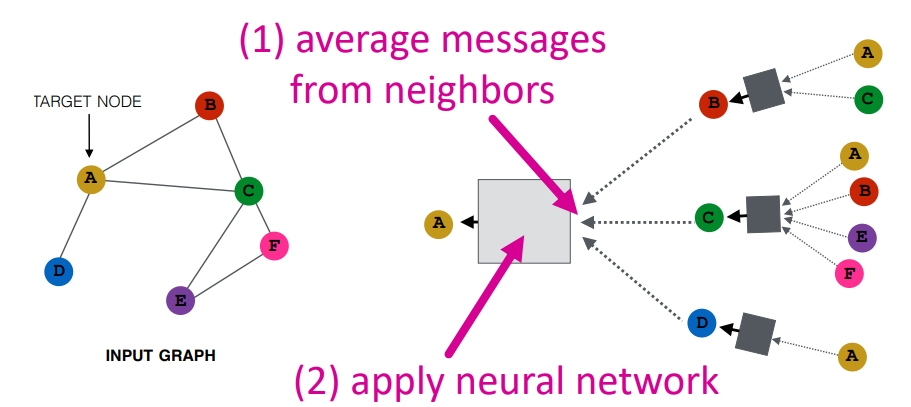 (1) average messages
from neighbors
TARGET NODE
A
B
C
D
E
F
INPUT GRAPH
A
B
C
D
A
C
A
B
E
F
A
(2) apply neural network